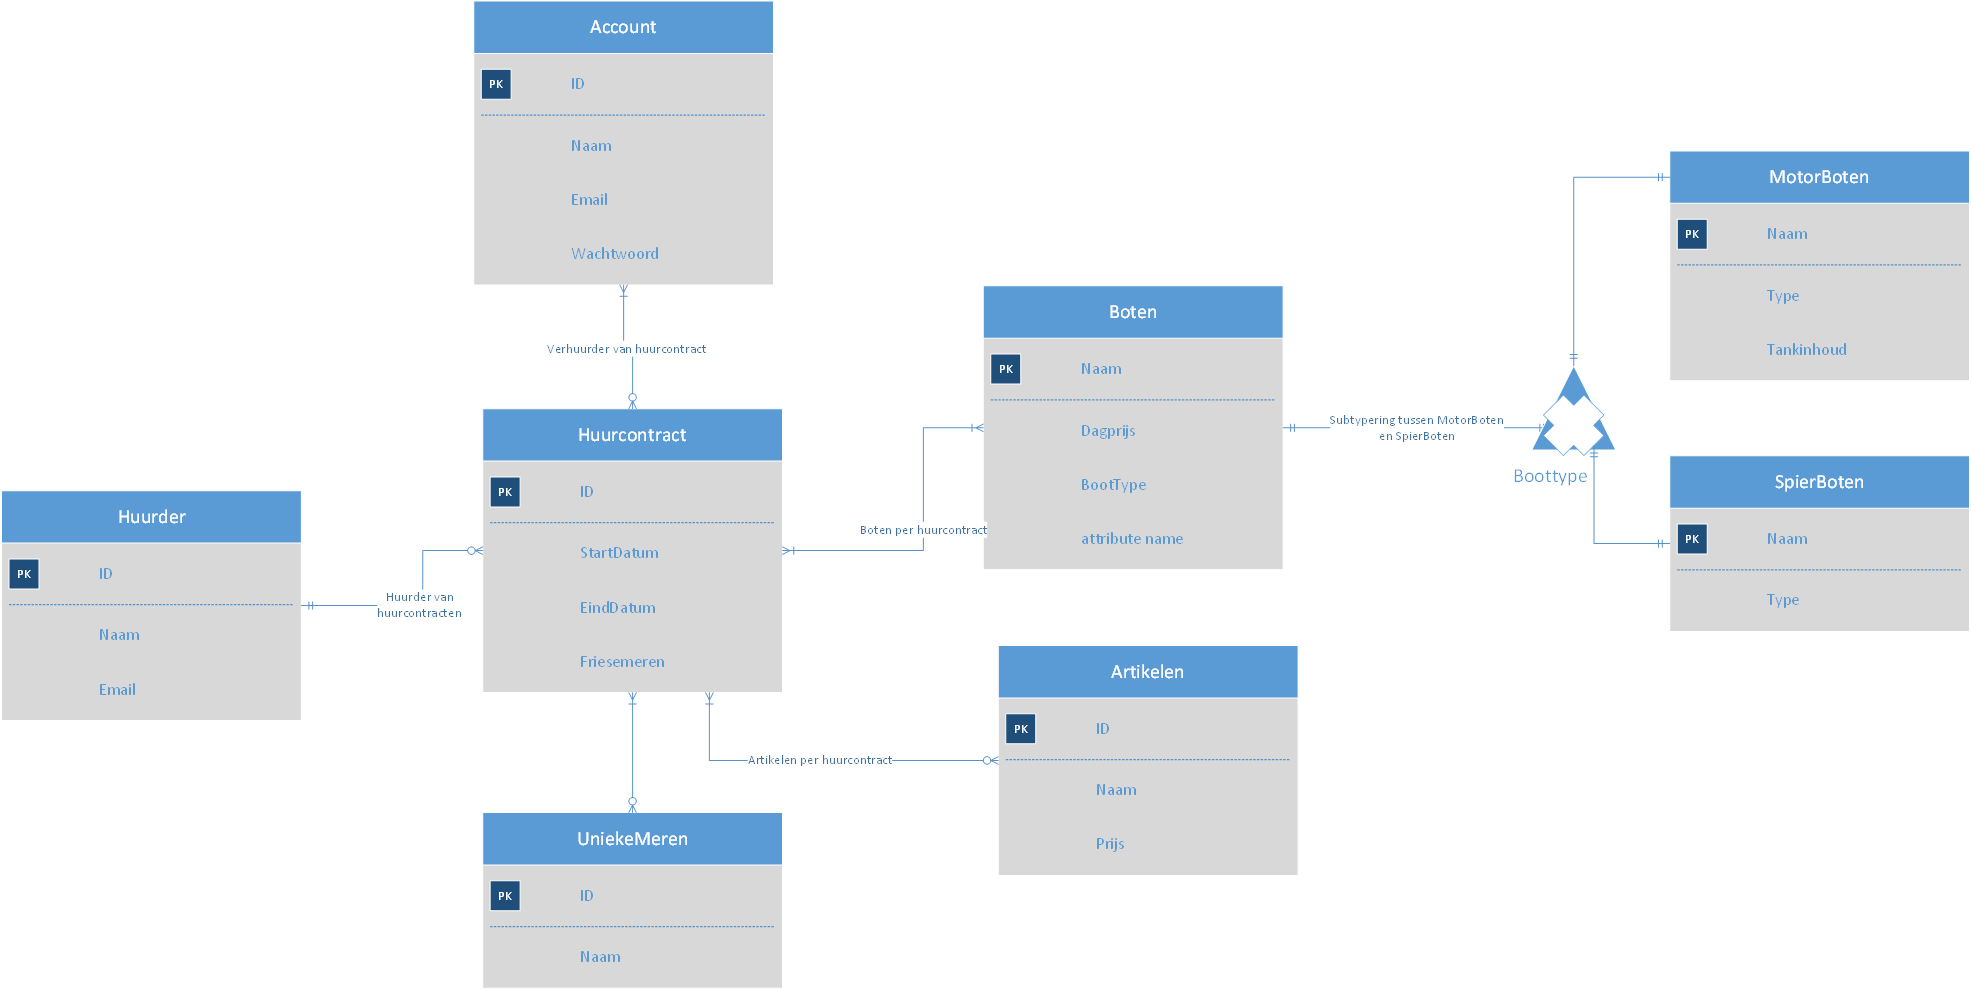 Account
PK
ID
Naam
Email
Wachtwoord
Verhuurder van huurcontract
Huurcontract
PK
ID
StartDatum
EindDatum
Friesemeren
Huurder
PK
ID
Naam
Email
Huurder van
huurcontracten
Boten
PK
Naam
Dagprijs
BootType
attribute name
Boten per huurcontract
Subtypering tussen MotorBoten
en SpierBoten
Boottype
MotorBoten
PK
Naam
Type
Tankinhoud
SpierBoten
PK
Naam
Type
Artikelen
PK
ID
Naam
Prijs
Artikelen per huurcontract
UniekeMeren
PK
ID
Naam